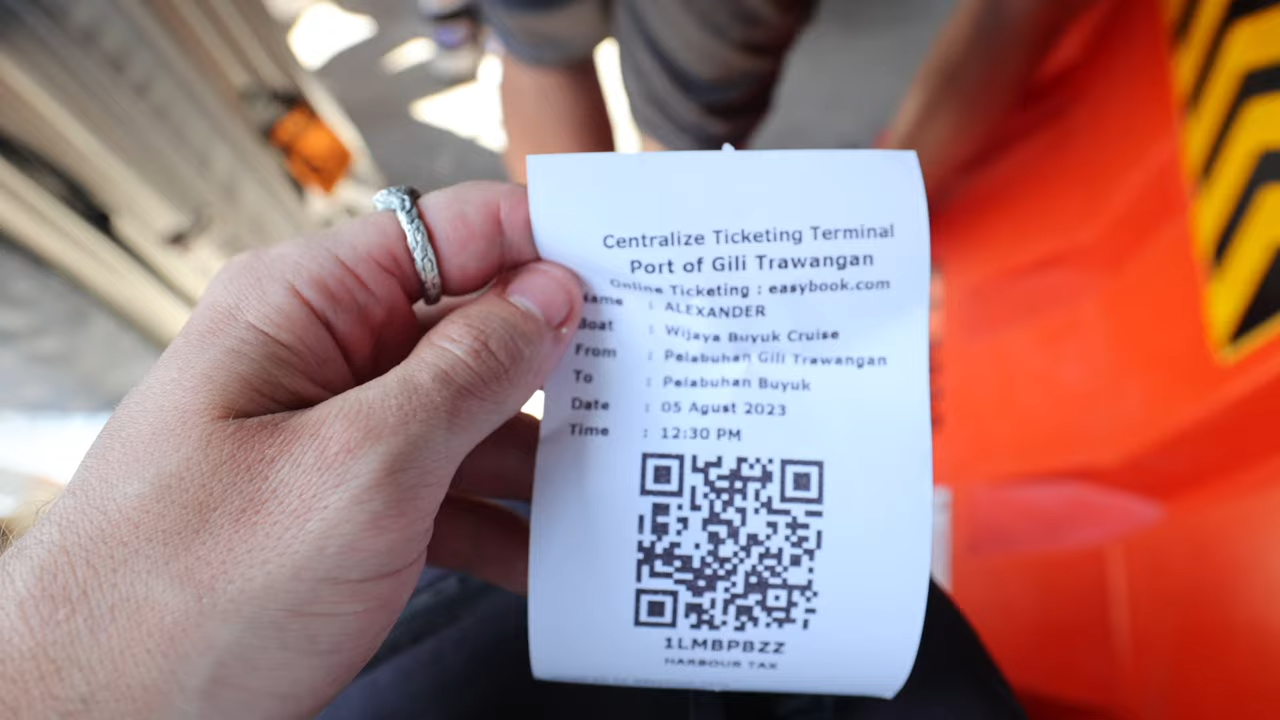 Centralize Ticketing Terminal
Port of Gili Trawangan
Online Ticketing : easybook.com
Name : ALEXANDER
Boat : Wijaya Buyuk Cruise
From : Pelabuhan Gili Trawangan
To : Pelabuhan Buyuk
Date : 05 Agust 2023
Time : 12:30 PM
1LMBPBZZ
HARBOUR TAX